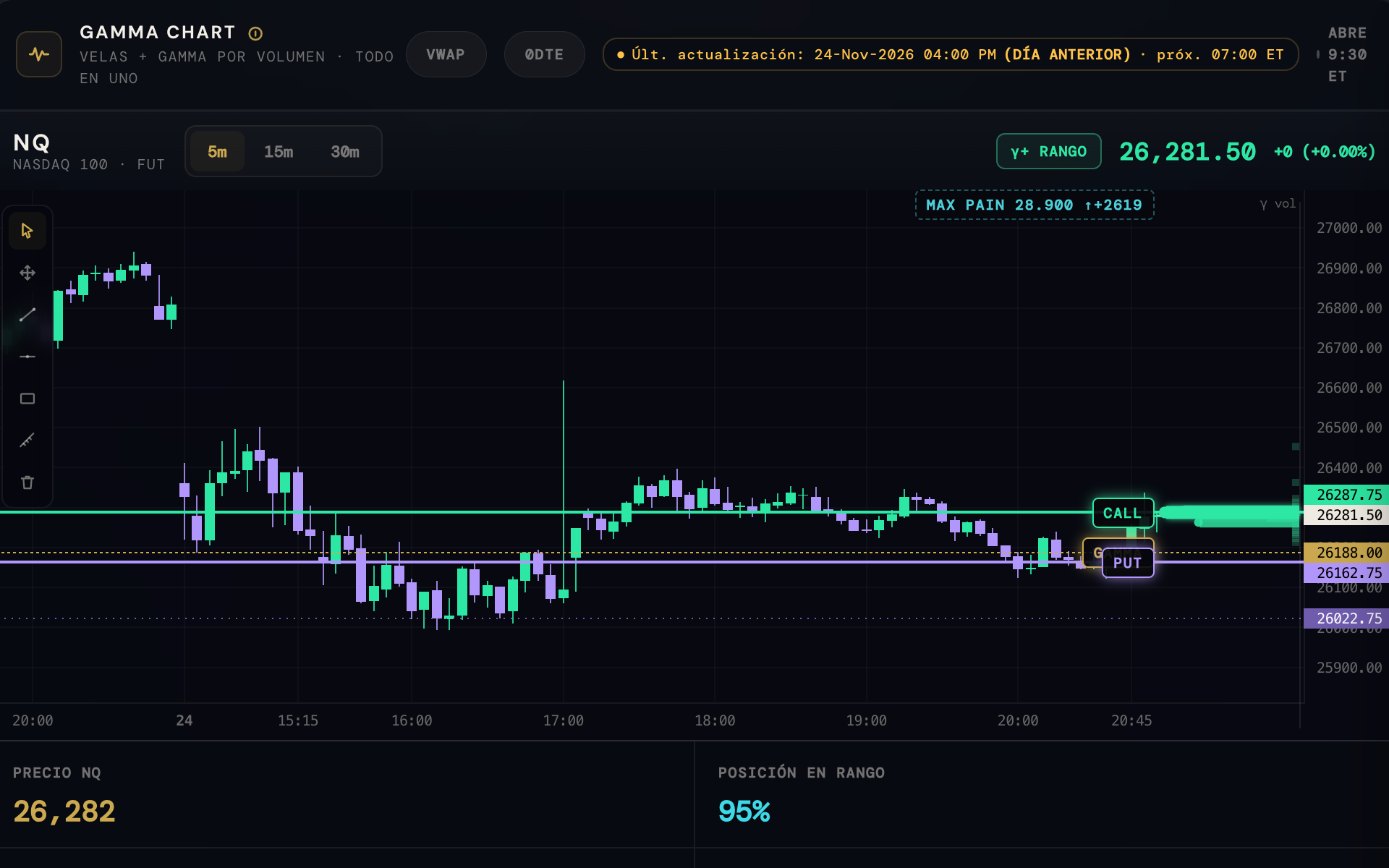 GAMMA CHART
VELAS + GAMMA POR VOLUMEN · TODO
EN UNO
VWAP
0DTE
● Últ. actualización: 24-Nov-2026 04:00 PM (DÍA ANTERIOR) · próx. 07:00 ET
ABRE
9:30
ET
NQ
NASDAQ 100 · FUT
5m
15m
30m
γ+ RANGO
26,281.50
+0 (+0.00%)
MAX PAIN 28.900 ↑+2619
γ vol
27000.00
26900.00
26800.00
26700.00
26600.00
26500.00
26400.00
26287.75
26281.50
26188.00
26162.75
26100.00
26022.75
26000.00
25900.00
CALL
G
PUT
20:00
24
15:15
16:00
17:00
18:00
19:00
20:00
20:45
PRECIO NQ
26,282
POSICIÓN EN RANGO
95%